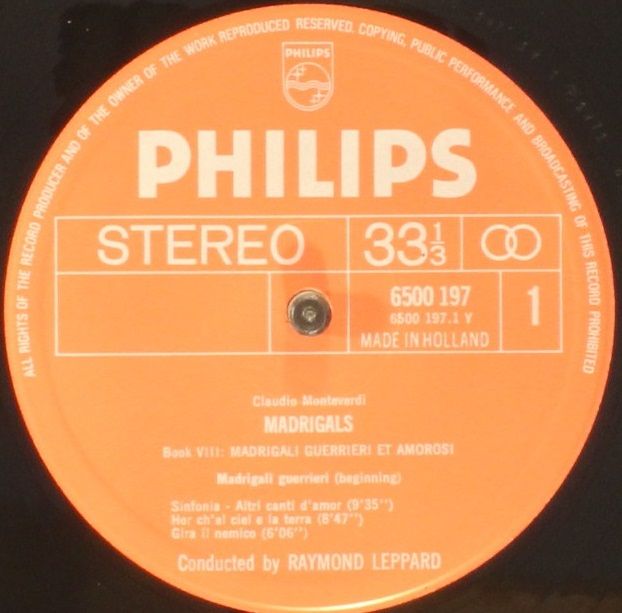 ALL RIGHTS OF THE RECORD PRODUCER AND OF THE OWNER OF THE WORK REPRODUCED RESERVED. COPYING, PUBLIC PERFORMANCE AND BROADCASTING OF THIS RECORD PROHIBITED
PHILIPS
PHILIPS
STEREO 33 1/3
6500 197
6500 197.1 Y
MADE IN HOLLAND
1
Claudio Monteverdi
MADRIGALS
Book VIII: MADRIGALI GUERRIERI ET AMOROSI
Madrigali guerrieri (beginning)
Sinfonia - Altri canti d'amor (9'35")
Hor ch'el ciel e la terra (8'47")
Gira il nemico (6'06")
Conducted by RAYMOND LEPPARD